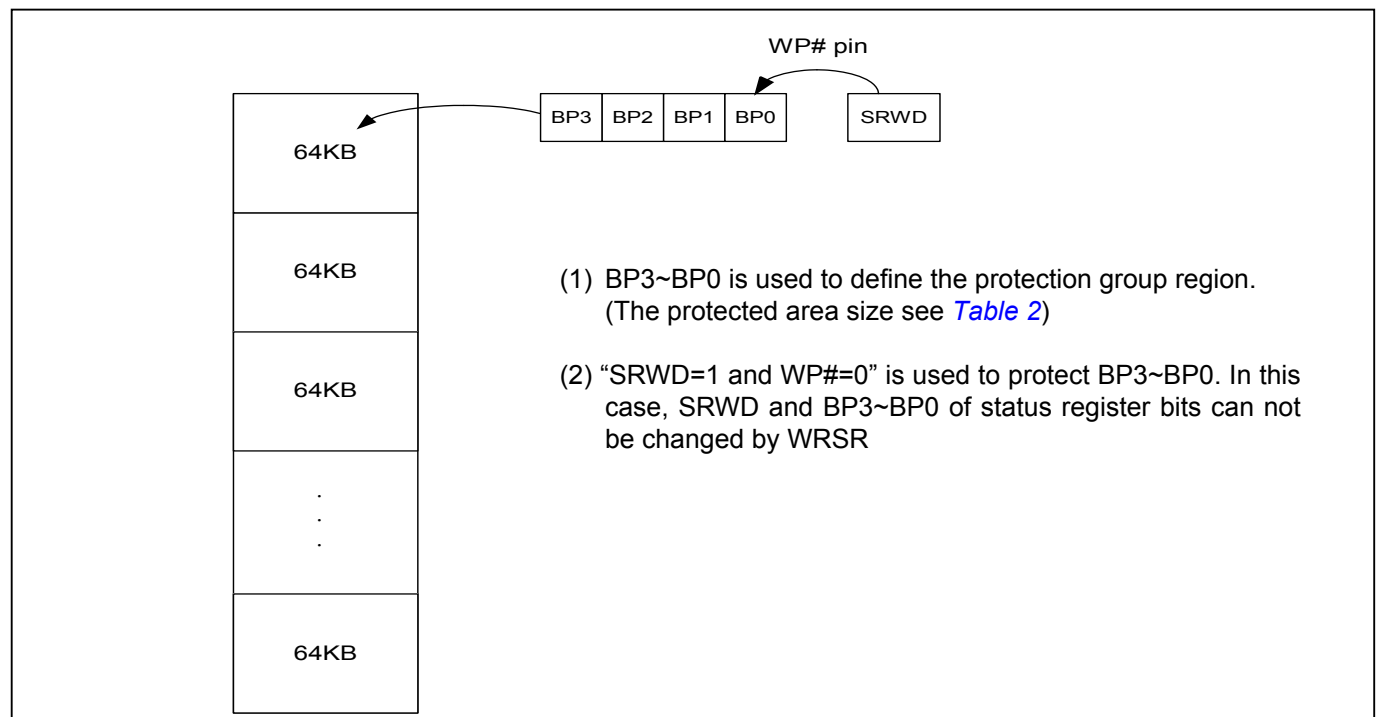 WP# pin
BP3 BP2 BP1 BP0 SRWD
64KB
64KB
(1) BP3~BP0 is used to define the protection group region.
(The protected area size see Table 2)
64KB
(2) “SRWD=1 and WP#=0” is used to protect BP3~BP0. In this
case, SRWD and BP3~BP0 of status register bits can not
be changed by WRSR
.
.
.
64KB